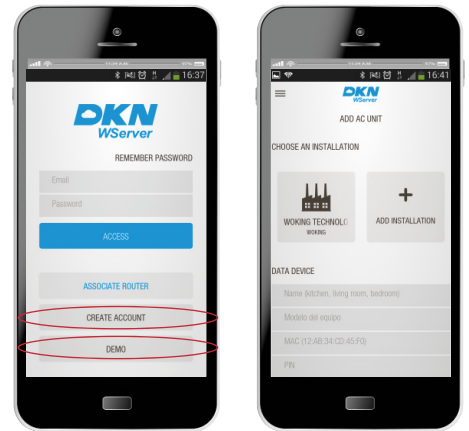 16:37
DKN
WServer
REMEMBER PASSWORD
Email
Password
ACCESS
ASSOCIATE ROUTER
CREATE ACCOUNT
DEMO
16:41
DKN
WServer
ADD AC UNIT
CHOOSE AN INSTALLATION
WOKING TECHNOLO
WOKING
ADD INSTALLATION
DATA DEVICE
Name (kitchen, living room, bedroom)
Modelo del equipo
MAC (12:AB:34:CD:45:F0)
PIN